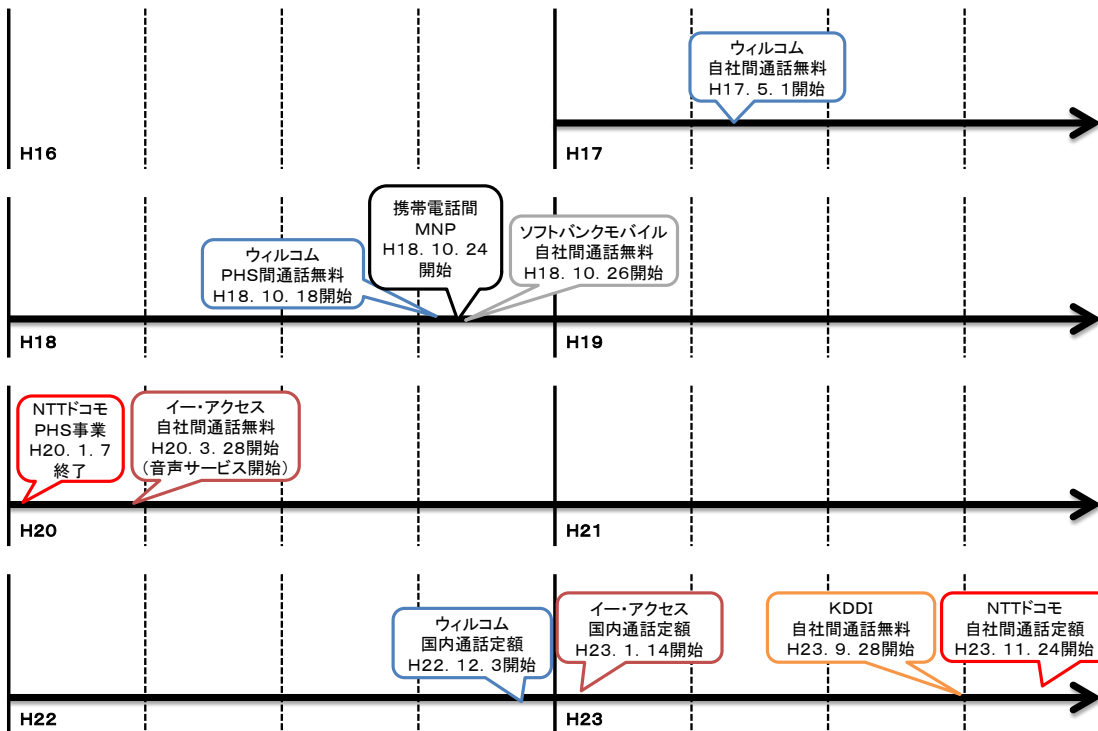 ウィルコム
自社間通話無料
H17. 5. 1開始
H16
H17
ウィルコム
PHS間通話無料
H18. 10. 18開始
携帯電話間
MNP
H18. 10. 24
開始
ソフトバンクモバイル
自社間通話無料
H18. 10. 26開始
H18
H19
NTTドコモ
PHS事業
H20. 1. 7
終了
イー・アクセス
自社間通話無料
H20. 3. 28開始
（音声サービス開始）
H20
H21
ウィルコム
国内通話定額
H22. 12. 3開始
イー・アクセス
国内通話定額
H23. 1. 14開始
KDDI
自社間通話無料
H23. 9. 28開始
NTTドコモ
自社間通話定額
H23. 11. 24開始
H22
H23